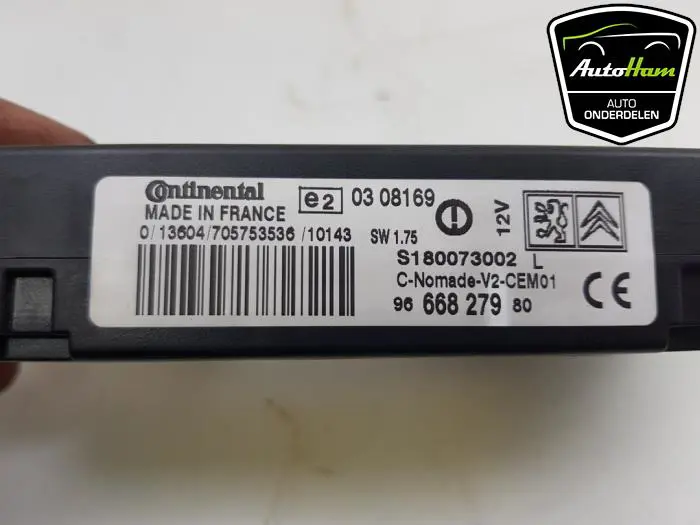 AutoHam
AUTO
ONDERDELEN
Continental
MADE IN FRANCE
e2
03 08169
12V
0/13604/705753536 /10143
SW 1.75
S180073002 L
C-Nomade-V2-CEM01
96 668 279 80
CE